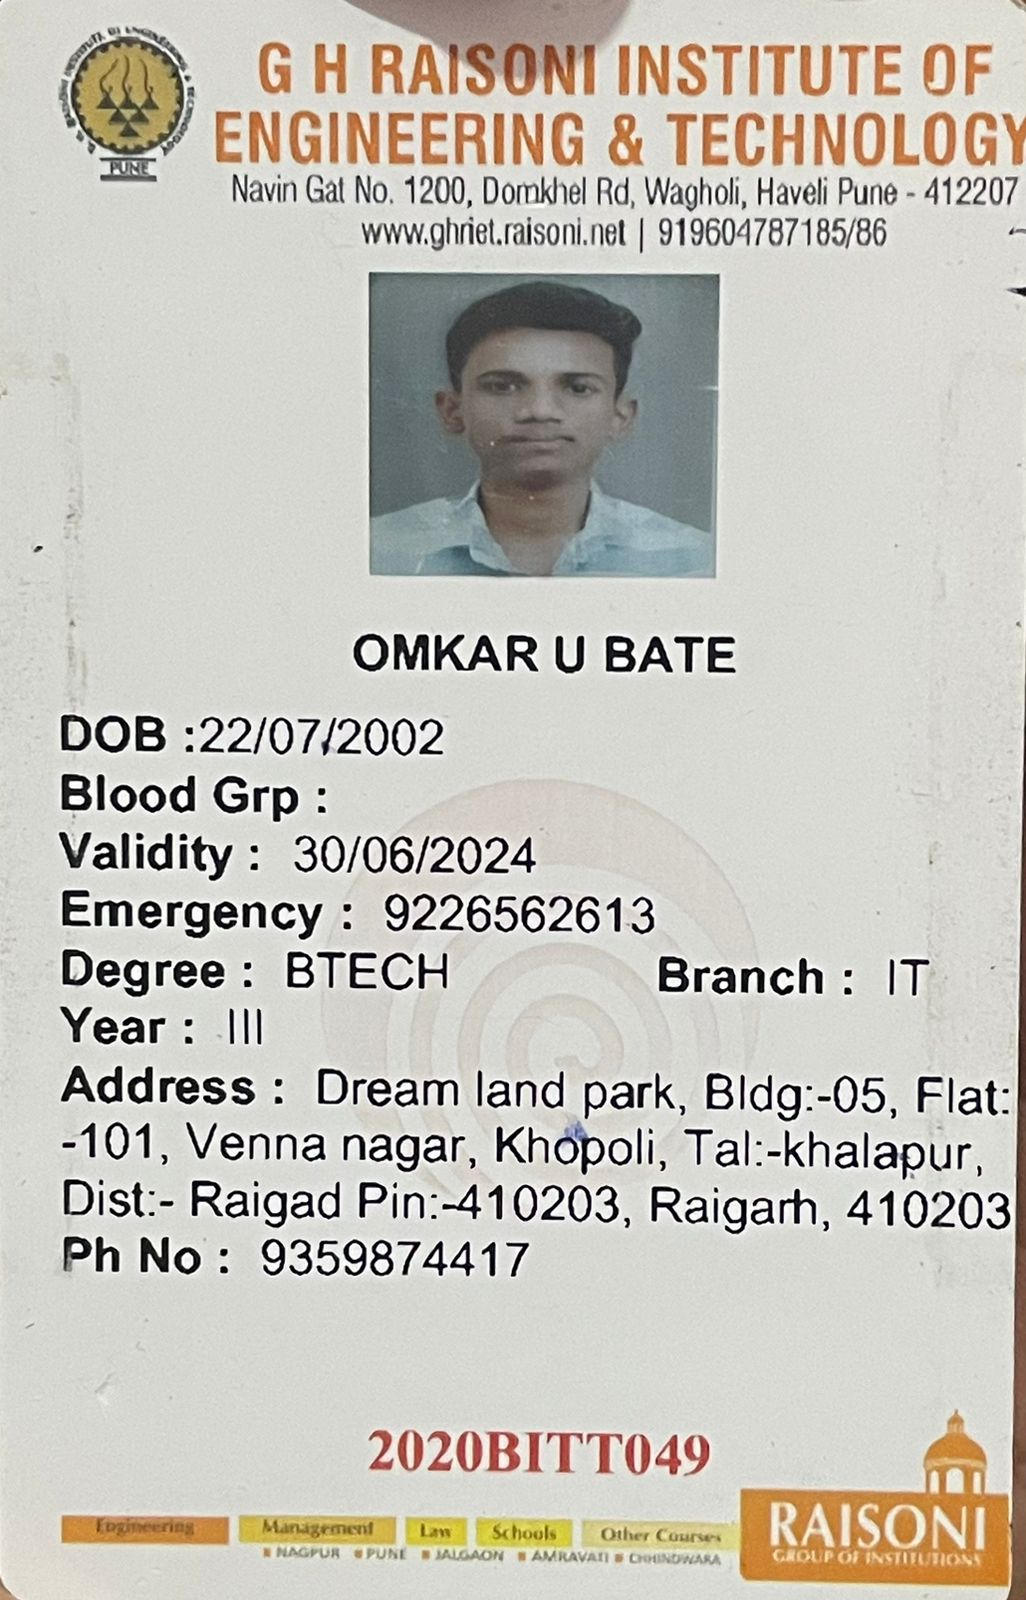 G H RAISONI INSTITUTE OF
ENGINEERING & TECHNOLOGY
Navin Gat No. 1200, Domkhel Rd, Wagholi, Haveli Pune - 412207
www.ghriet.raisoni.net | 919604787185/86
PUNE
OMKAR U BATE
DOB :22/07/2002
Blood Grp :
Validity : 30/06/2024
Emergency : 9226562613
Degree : BTECH Branch : IT
Year : III
Address : Dream land park, Bldg:-05, Flat:
-101, Venna nagar, Khopoli, Tal:-khalapur,
Dist:- Raigad Pin:-410203, Raigarh, 410203
Ph No : 9359874417
2020BITT049
Engineering Management Law Schools Other Courses
NAGPUR PUNE JALGAON AMRAVATI CHHINDWARA
RAISONI
GROUP OF INSTITUTIONS